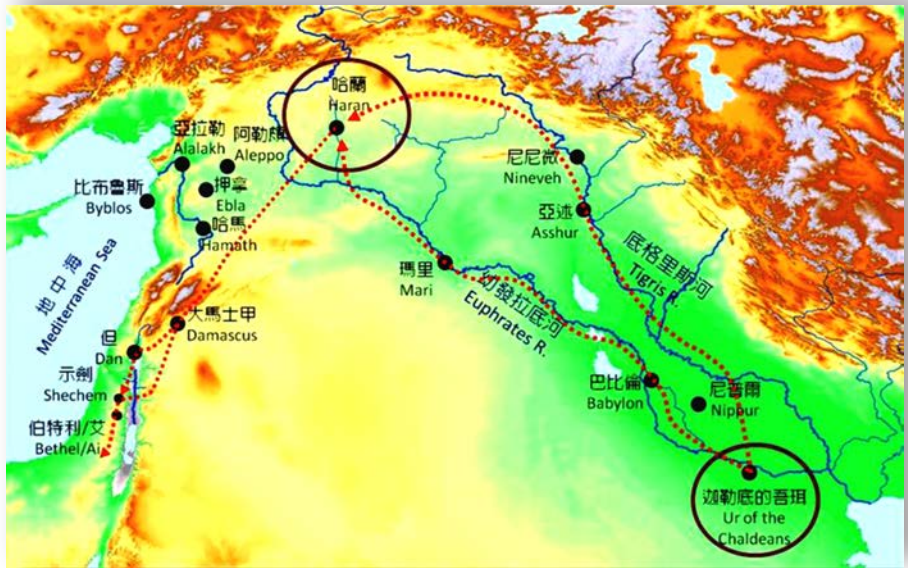 哈蘭
Haran
亞拉勒
Alalakh
阿勒頗
Aleppo
押拿
Ebla
比布魯斯
Byblos
哈馬
Hamath
尼尼微
Nineveh
亞述
Asshur
底格里斯河
Tigris R.
地中海
Mediterranean Sea
瑪里
Mari
幼發拉底河
Euphrates R.
大馬士甲
Damascus
但
Dan
示劍
Shechem
伯特利/艾
Bethel/Ai
巴比倫
Babylon
尼普爾
Nippur
迦勒底的吾珥
Ur of the
Chaldeans